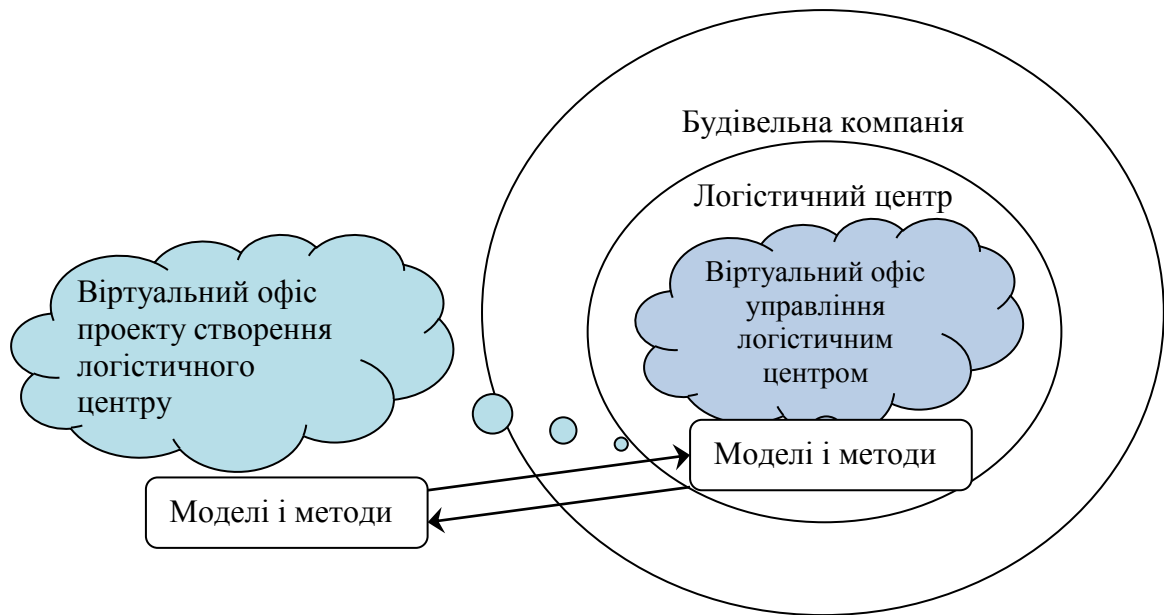 Будівельна компанія
Логістичний центр
Віртуальний офіс
управління
логістичним
центром
Віртуальний офіс
проекту створення
логістичного
центру
Моделі і методи
Моделі і методи